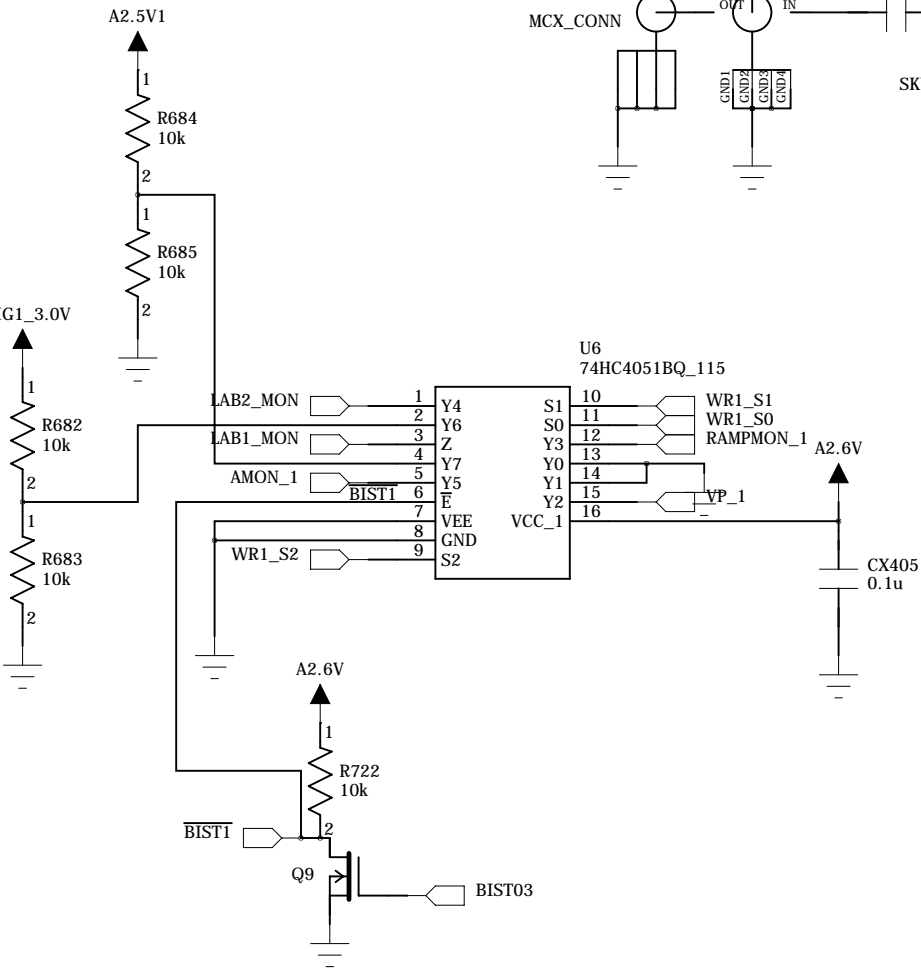 A2.5V1
MCX_CONN
OUT
IN
GND1
GND2
GND3
GND4
SK
1
R684
10k
2
1
R685
10k
2
G1_3.0V
1
R682
10k
2
1
R683
10k
2
U6
74HC4051BQ_115
LAB2_MON
1
Y4
S1
10
WR1_S1
2
Y6
S0
11
WR1_S0
LAB1_MON
3
Z
Y3
12
RAMPMON_1
4
Y7
Y0
13
AMON_1
5
Y5
Y1
14
BIST1
6
E
Y2
15
VP_1
7
VEE
VCC_1
16
8
GND
WR1_S2
9
S2
A2.6V
CX405
0.1u
A2.6V
1
R722
10k
2
BIST1
Q9
BIST03